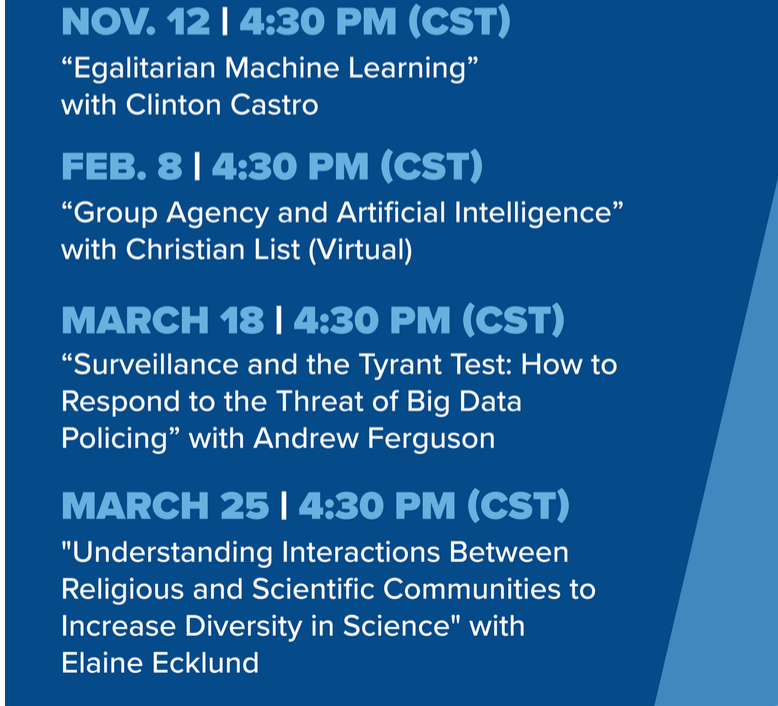 NOV. 12 | 4:30 PM (CST)
“Egalitarian Machine Learning”
with Clinton Castro
FEB. 8 | 4:30 PM (CST)
“Group Agency and Artificial Intelligence”
with Christian List (Virtual)
MARCH 18 | 4:30 PM (CST)
“Surveillance and the Tyrant Test: How to
Respond to the Threat of Big Data
Policing” with Andrew Ferguson
MARCH 25 | 4:30 PM (CST)
"Understanding Interactions Between
Religious and Scientific Communities to
Increase Diversity in Science" with
Elaine Ecklund